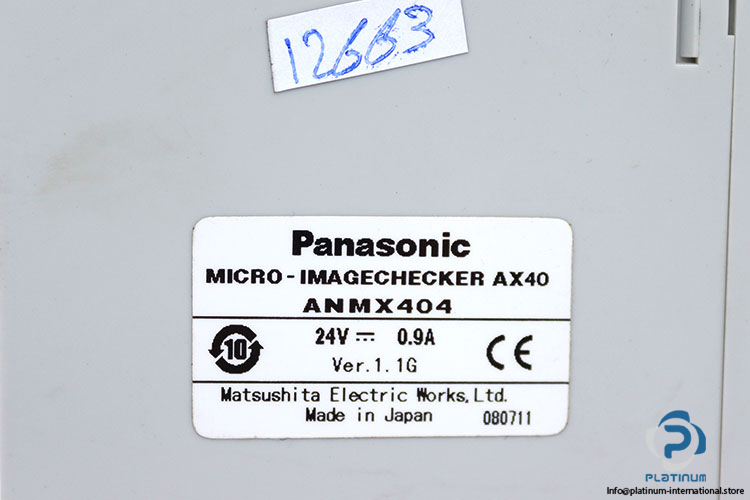 12663
Panasonic
MICRO-IMAGECHECKER AX40
ANMX404
10
24V ⎓ 0.9A
Ver.1.1G
CE
Matsushita Electric Works,Ltd.
Made in Japan 080711
P
PLATINUM
Info@platinum-international.store